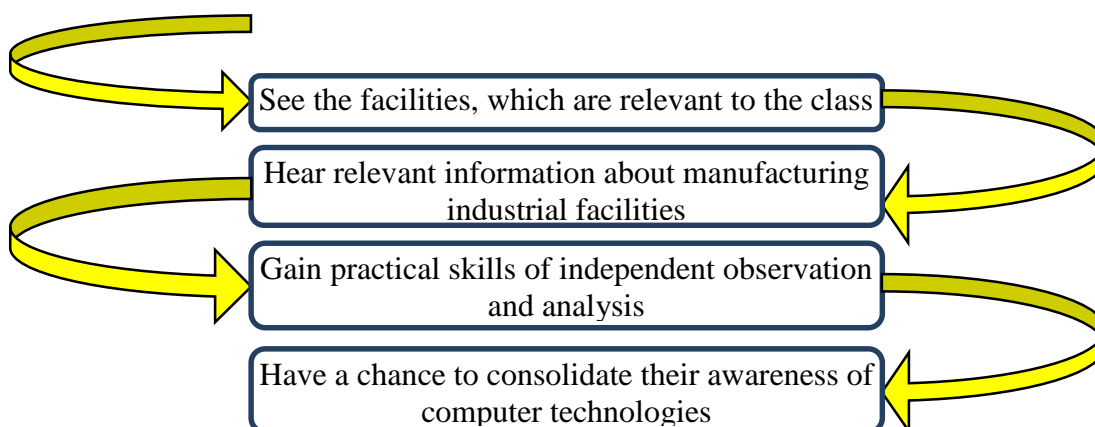 See the facilities, which are relevant to the class
Hear relevant information about manufacturing
industrial facilities
Gain practical skills of independent observation
and analysis
Have a chance to consolidate their awareness of
computer technologies